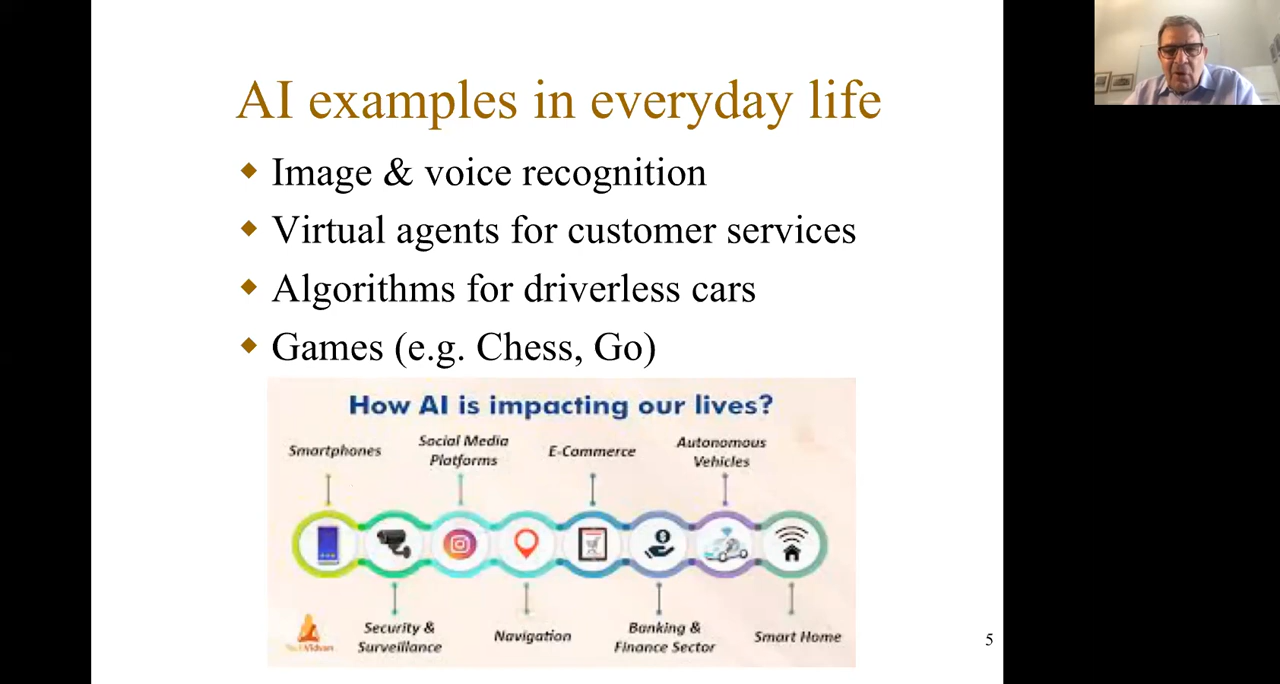 AI examples in everyday life
Image & voice recognition
Virtual agents for customer services
Algorithms for driverless cars
Games (e.g. Chess, Go)
How AI is impacting our lives?
Smartphones
Social Media
Platforms
E-Commerce
Autonomous
Vehicles
Security &
Surveillance
Navigation
Banking &
Finance Sector
Smart Home
5